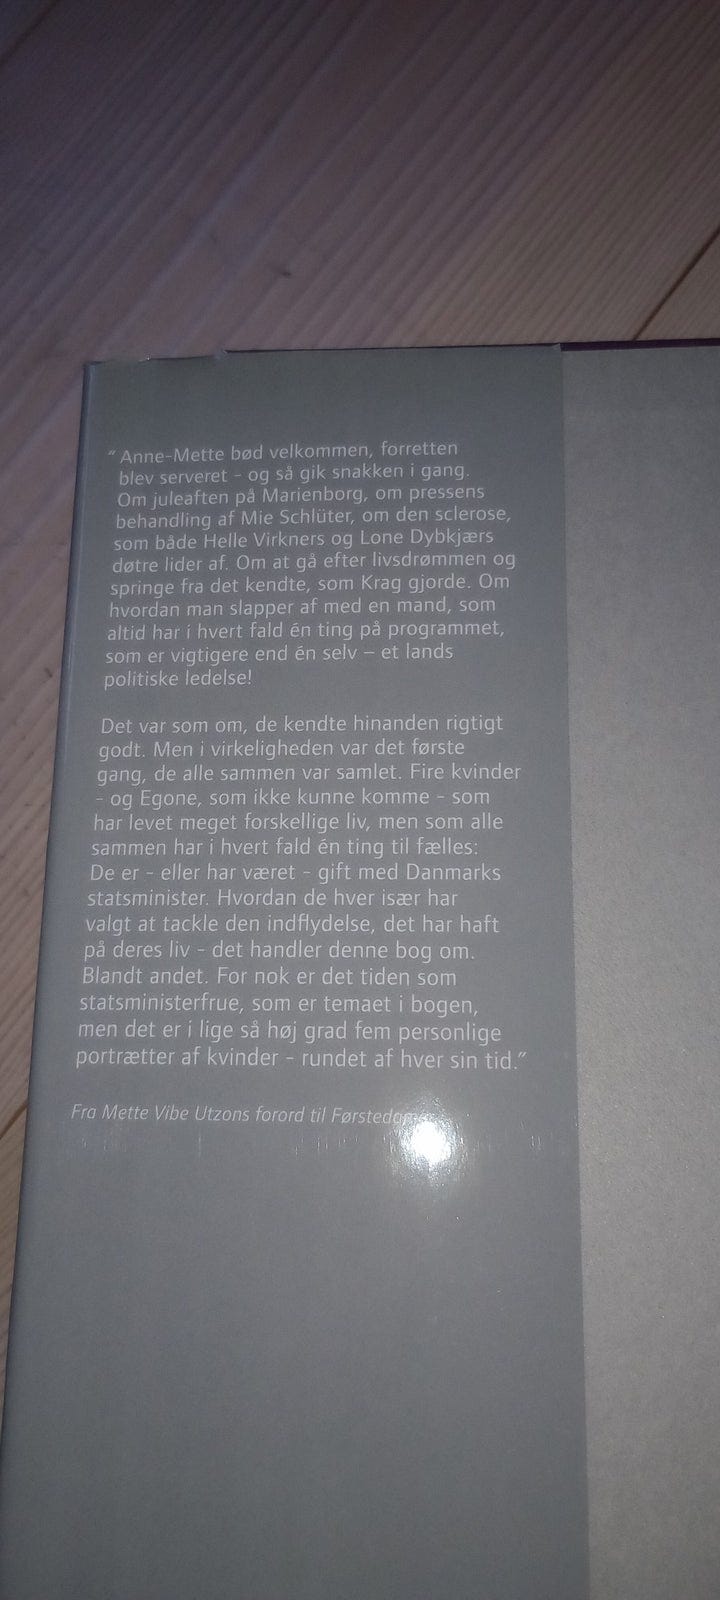 " Anne-Mette bød velkommen, forretten
blev serveret - og så gik snakken i gang.
Om juleaften på Marienborg, om pressens
behandling af Mie Schlüter, om den sclerose,
som både Helle Virkners og Lone Dybkjærs
døtre lider af. Om at gå efter livsdrømmen og
springe fra det kendte, som Krag gjorde. Om
hvordan man slapper af med en mand, som
altid har i hvert fald én ting på programmet,
som er vigtigere end én selv – et lands
politiske ledelse!
Det var som om, de kendte hinanden rigtigt
godt. Men i virkeligheden var det første
gang, de alle sammen var samlet. Fire kvinder
- og Egone, som ikke kunne komme - som
har levet meget forskellige liv, men som alle
sammen har i hvert fald én ting til fælles:
De er - eller har været - gift med Danmarks
statsminister. Hvordan de hver især har
valgt at tackle den indflydelse, det har haft
på deres liv - det handler denne bog om.
Blandt andet. For nok er det tiden som
statsministerfrue, som er temaet i bogen,
men det er i lige så høj grad fem personlige
portrætter af kvinder - rundet af hver sin tid."
Fra Mette Vibe Utzons forord til